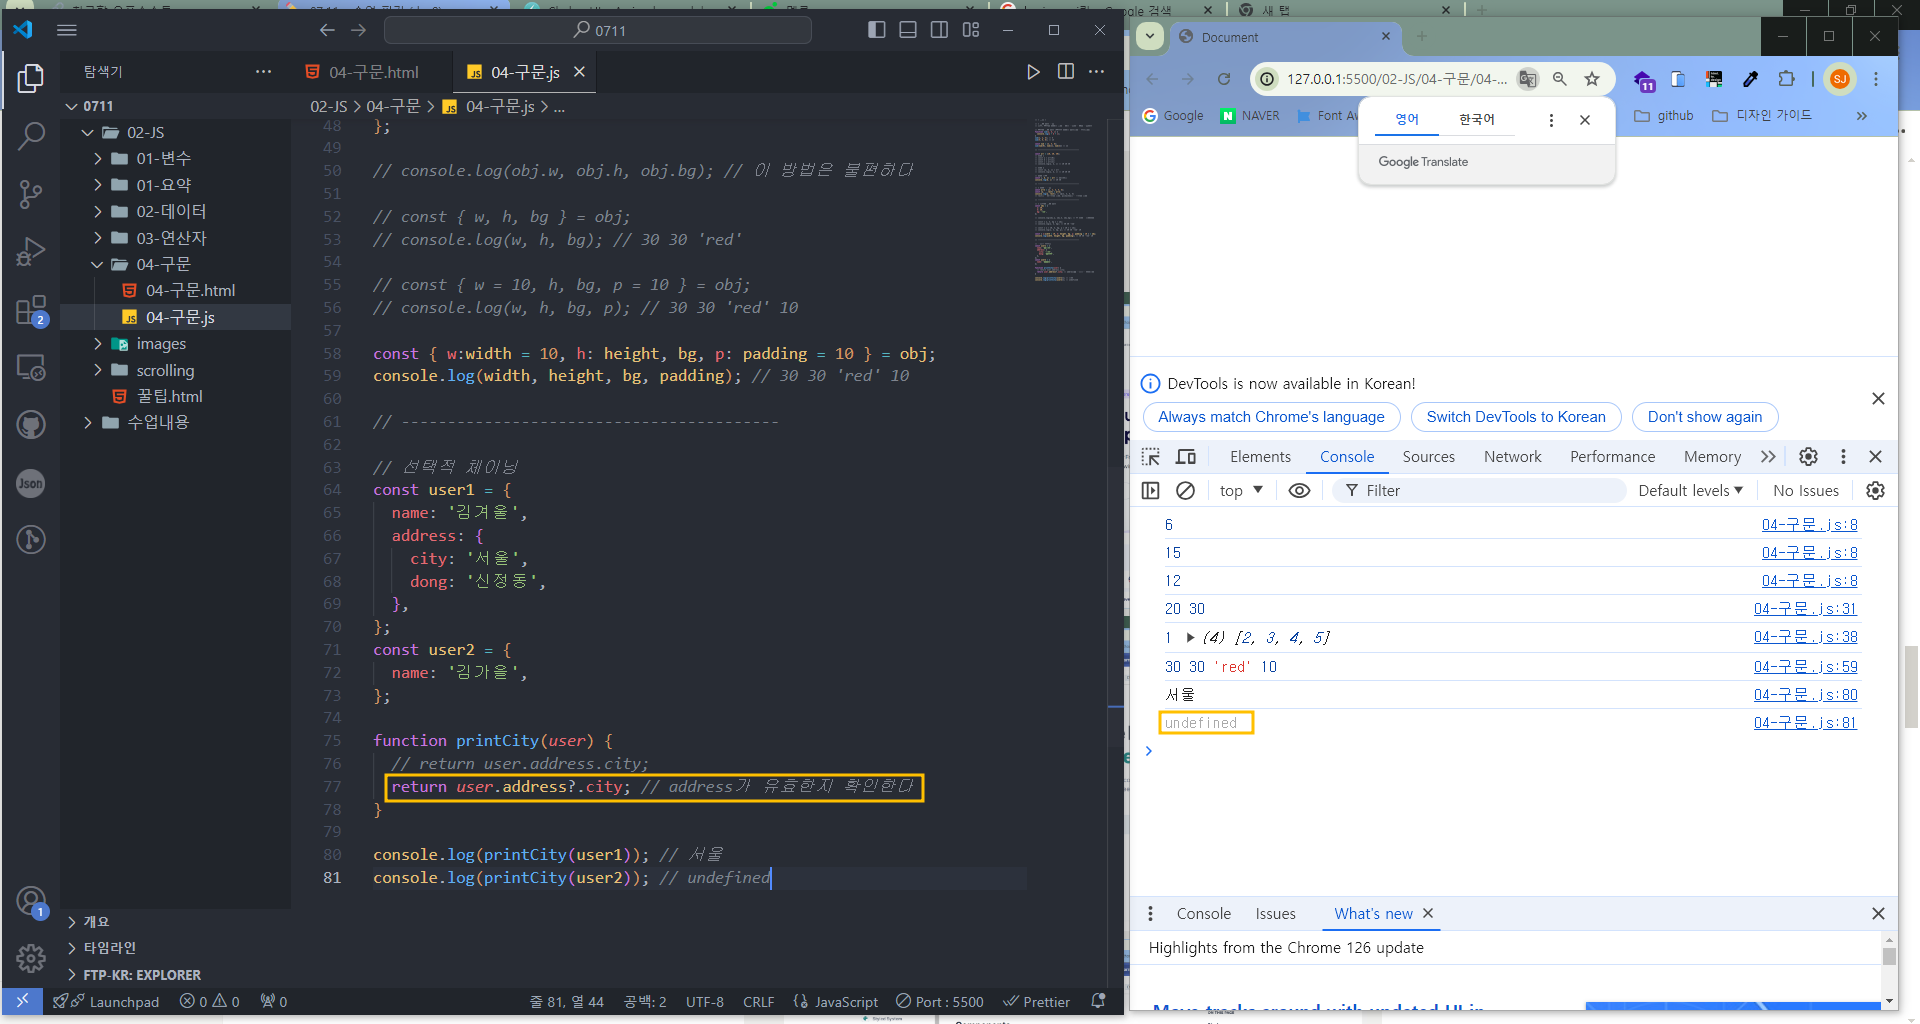 0711
탐색기
04-구문.html
04-구문.js
0711
02-JS > 04-구문 > 04-구문.js > ...
02-JS
01-변수
01-요약
02-데이터
03-연산자
04-구문
04-구문.html
04-구문.js
images
scrolling
꿀팁.html
수업내용
개요
타임라인
FTP-KR: EXPLORER
2
Json
1
48 };
49
50 // console.log(obj.w, obj.h, obj.bg); // 이 방법은 불편하다
51
52 // const { w, h, bg } = obj;
53 // console.log(w, h, bg); // 30 30 'red'
54
55 // const { w = 10, h, bg, p = 10 } = obj;
56 // console.log(w, h, bg, p); // 30 30 'red' 10
57
58 const { w:width = 10, h: height, bg, p: padding = 10 } = obj;
59 console.log(width, height, bg, padding); // 30 30 'red' 10
60
61 // -----------------------------------------
62
63 // 선택적 체이닝
64 const user1 = {
65 name: '김겨울',
66 address: {
67 city: '서울',
68 dong: '신정동',
69 },
70 };
71 const user2 = {
72 name: '김가을',
73 };
74
75 function printCity(user) {
76 // return user.address.city;
77 return user.address?.city; // address가 유효한지 확인한다
78 }
79
80 console.log(printCity(user1)); // 서울
81 console.log(printCity(user2)); // undefined
Launchpad 0 0 0 줄 81, 열 44 공백: 2 UTF-8 CRLF {} JavaScript Port : 5500 Prettier
검색
새 탭
Document
127.0.0.1:5500/02-JS/04-구문/04-...
11
SJ
Google NAVER Font Aw github 디자인 가이드 »
영어 한국어
Google Translate
DevTools is now available in Korean!
Always match Chrome's language
Switch DevTools to Korean
Don't show again
Elements Console Sources Network Performance Memory
top Filter Default levels No Issues
6 04-구문.js:8
15 04-구문.js:8
12 04-구문.js:8
20 30 04-구문.js:31
1 (4) [2, 3, 4, 5] 04-구문.js:38
30 30 'red' 10 04-구문.js:59
서울 04-구문.js:80
undefined 04-구문.js:81
Console Issues What's new
Highlights from the Chrome 126 update